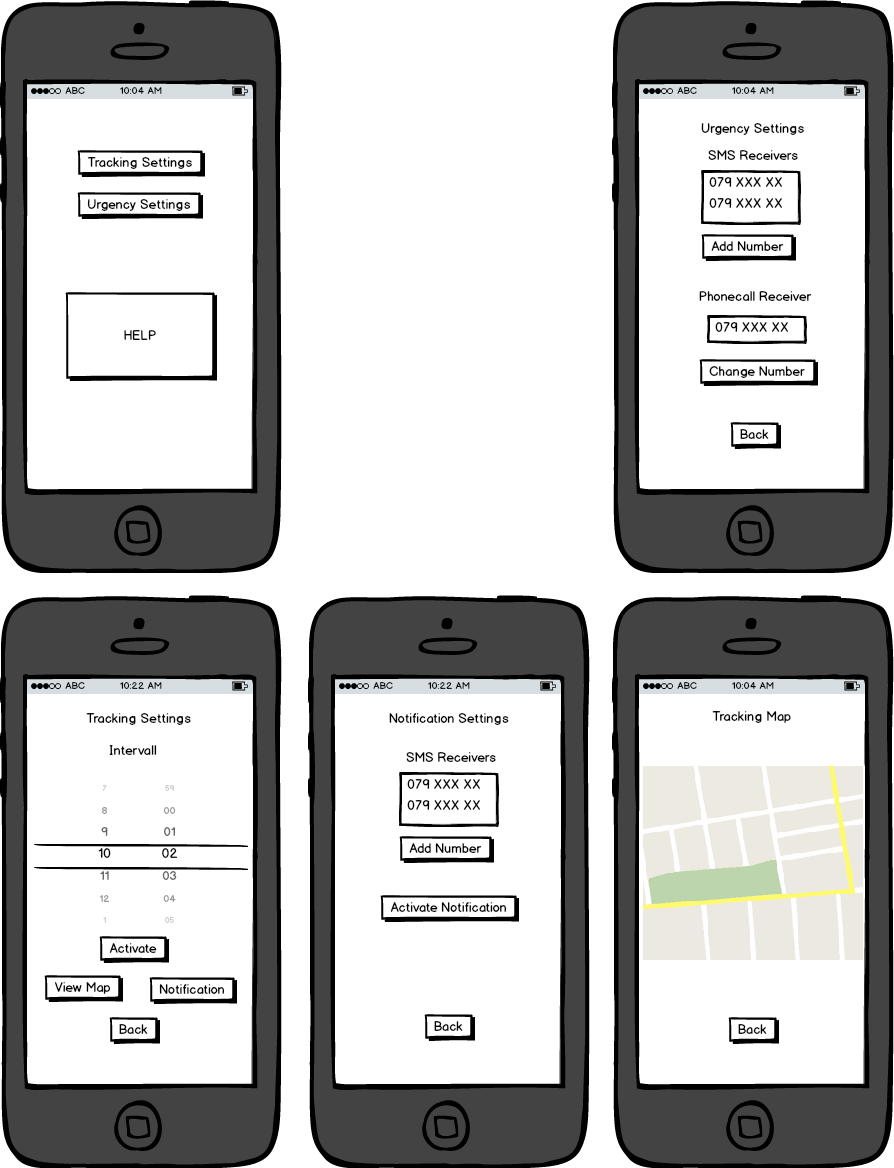 ABC 10:04 AM
Tracking Settings
Urgency Settings
HELP
ABC 10:04 AM
Urgency Settings
SMS Receivers
079 XXX XX
079 XXX XX
Add Number
Phonecall Receiver
079 XXX XX
Change Number
Back
ABC 10:22 AM
Tracking Settings
Intervall
7 59
8 00
9 01
10 02
11 03
12 04
1 05
Activate
View Map Notification
Back
ABC 10:22 AM
Notification Settings
SMS Receivers
079 XXX XX
079 XXX XX
Add Number
Activate Notification
Back
ABC 10:04 AM
Tracking Map
Back